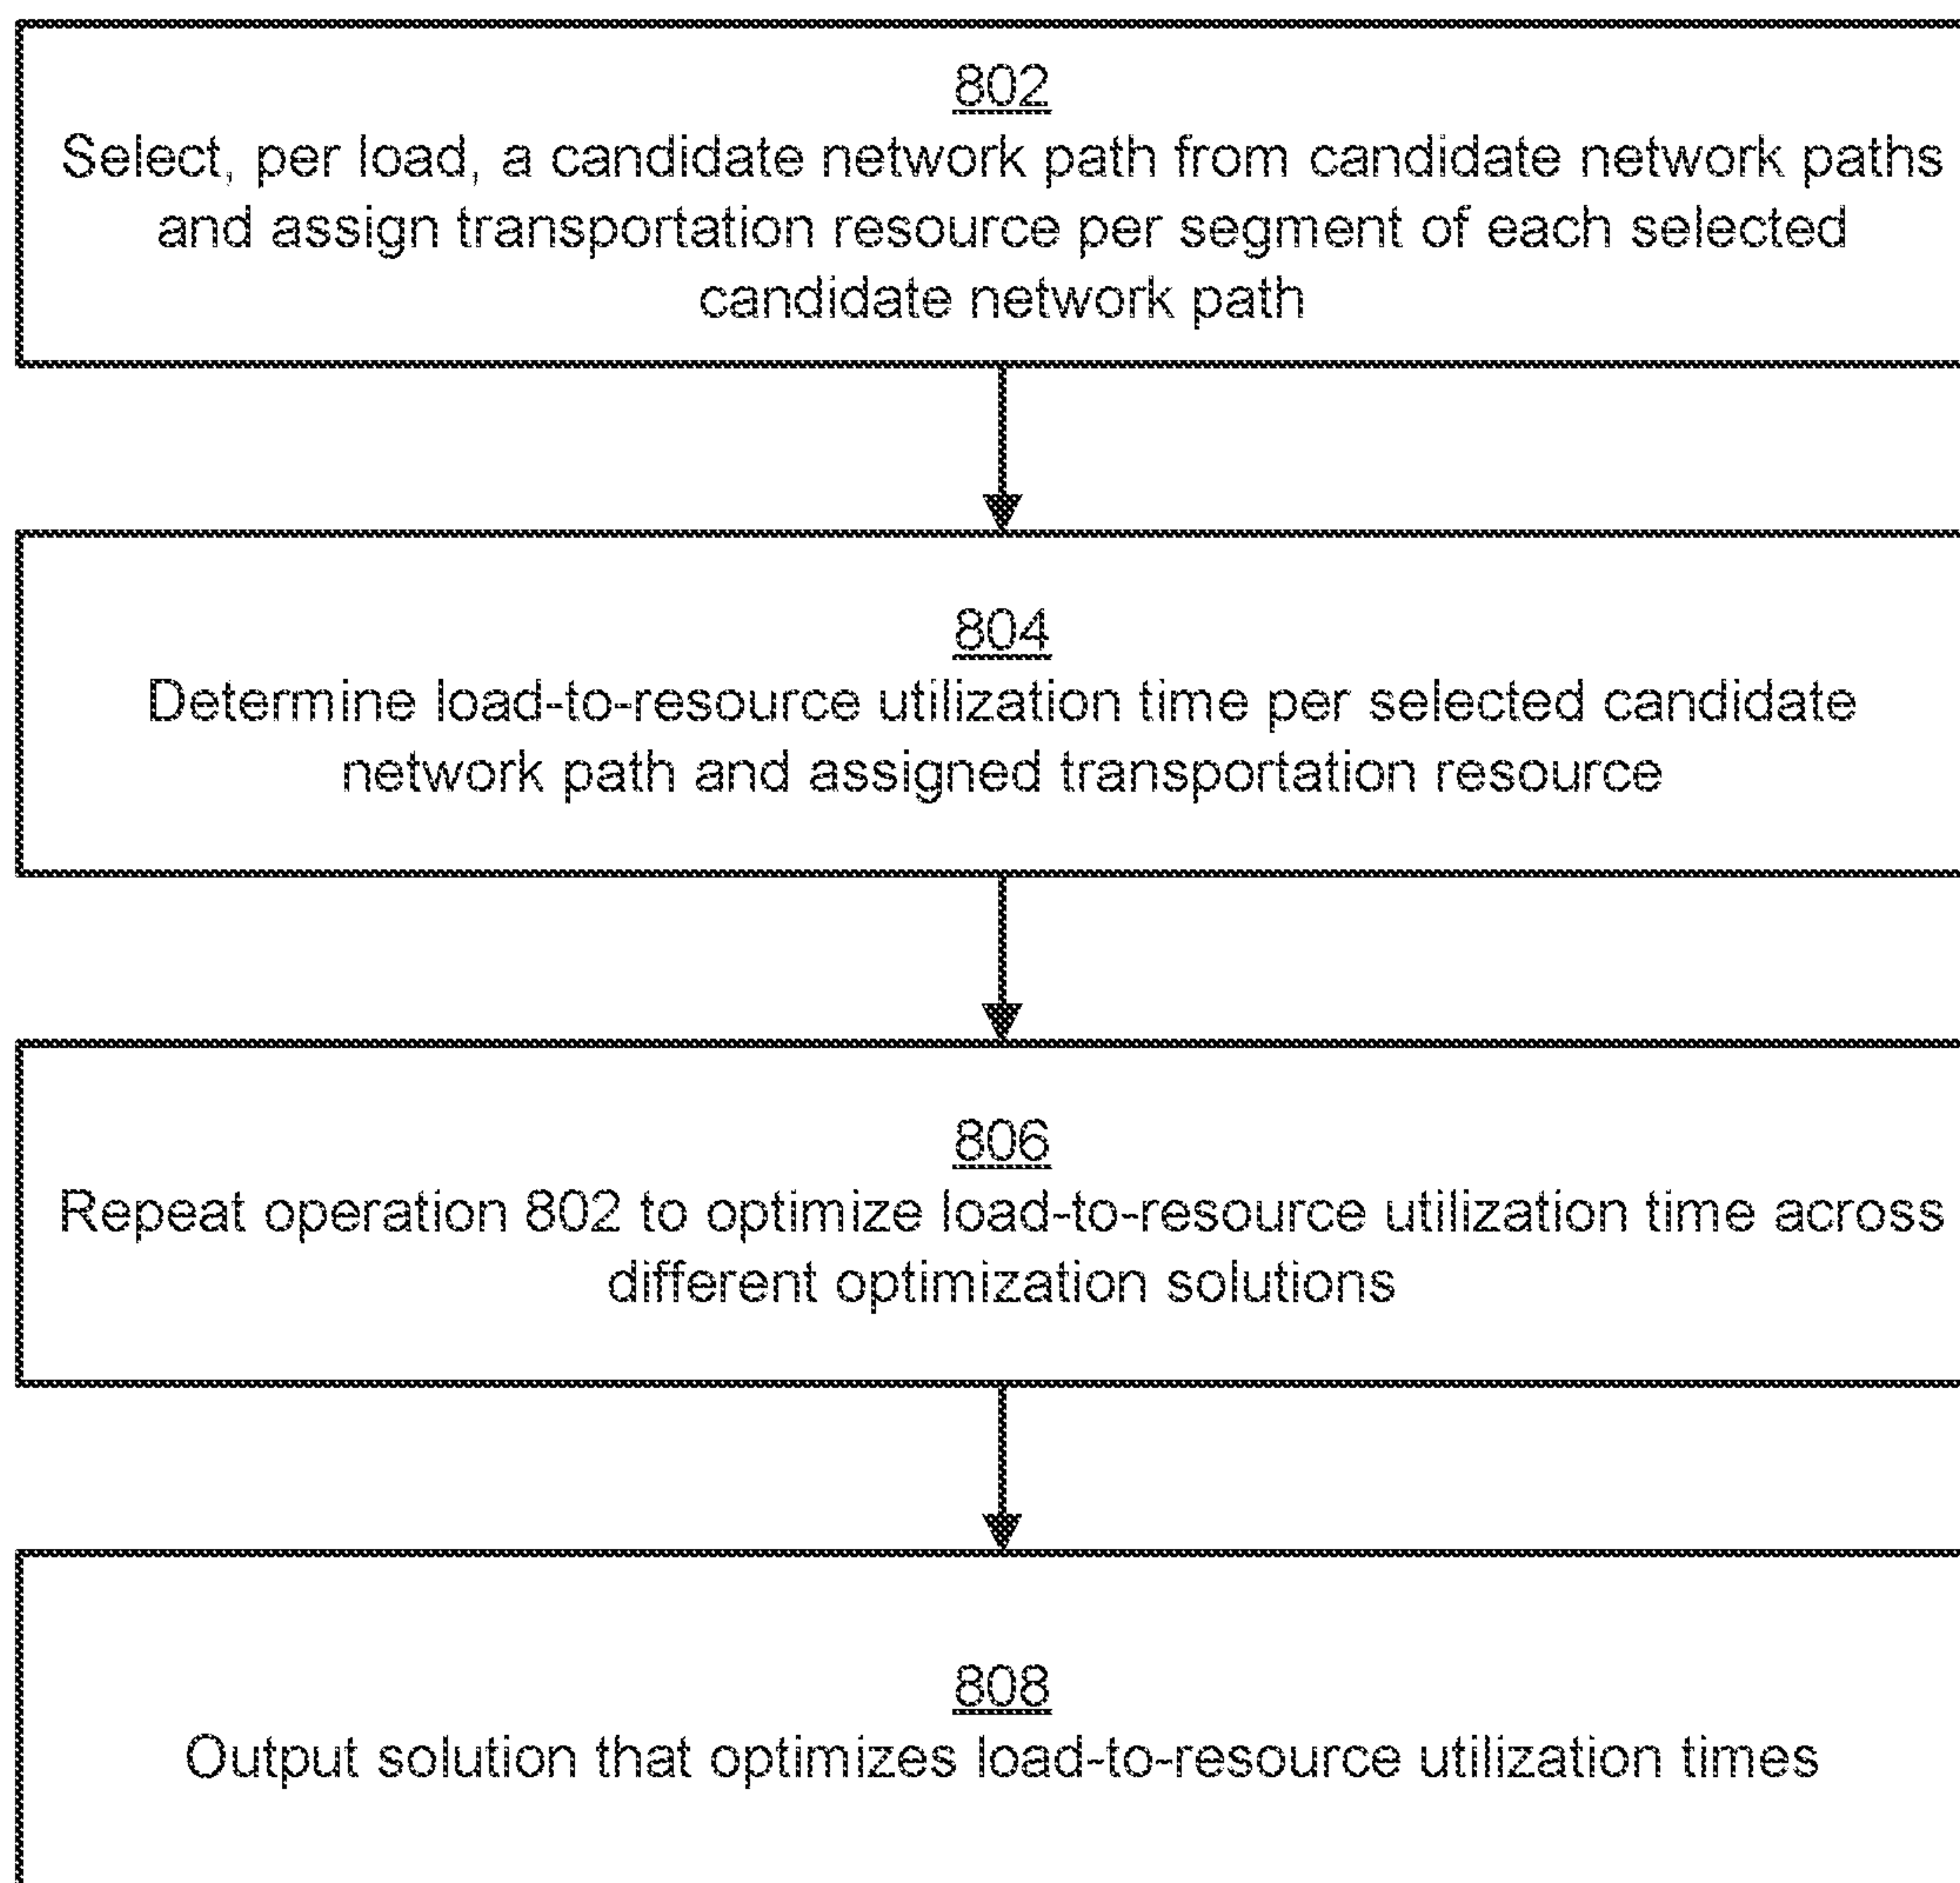 802
Select, per load, a candidate network path from candidate network paths
and assign transportation resource per segment of each selected
candidate network path
804
Determine load-to-resource utilization time per selected candidate
network path and assigned transportation resource
806
Repeat operation 802 to optimize load-to-resource utilization time across
different optimization solutions
808
Output solution that optimizes load-to-resource utilization times